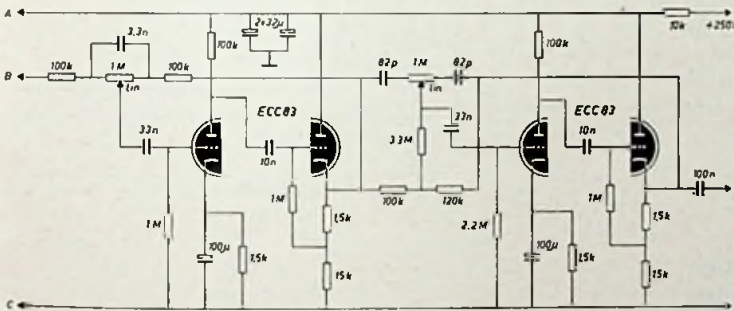 A
2×32μ
10k
+250V
3,3n
100k
100k
B
100k
1M
100k
lin
82p
1M
82p
lin
ECC83
ECC83
33n
33n
10n
10n
3.3M
100n
1M
1M
1,5k
100k
120k
2.2M
1M
1,5k
100μ
1,5k
15k
100μ
1,5k
15k
C